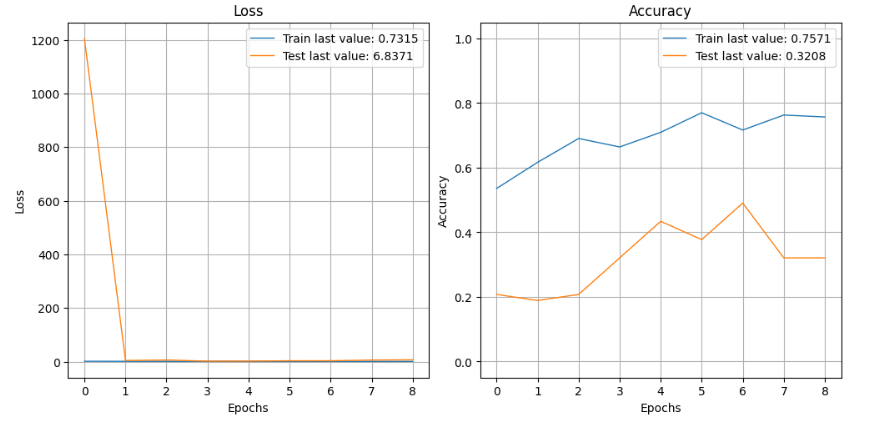 Loss
Train last value: 0.7315
Test last value: 6.8371
1200
1000
800
600
400
200
0
Loss
0 1 2 3 4 5 6 7 8
Epochs
Accuracy
Train last value: 0.7571
Test last value: 0.3208
1.0
0.8
0.6
0.4
0.2
0.0
Accuracy
0 1 2 3 4 5 6 7 8
Epochs